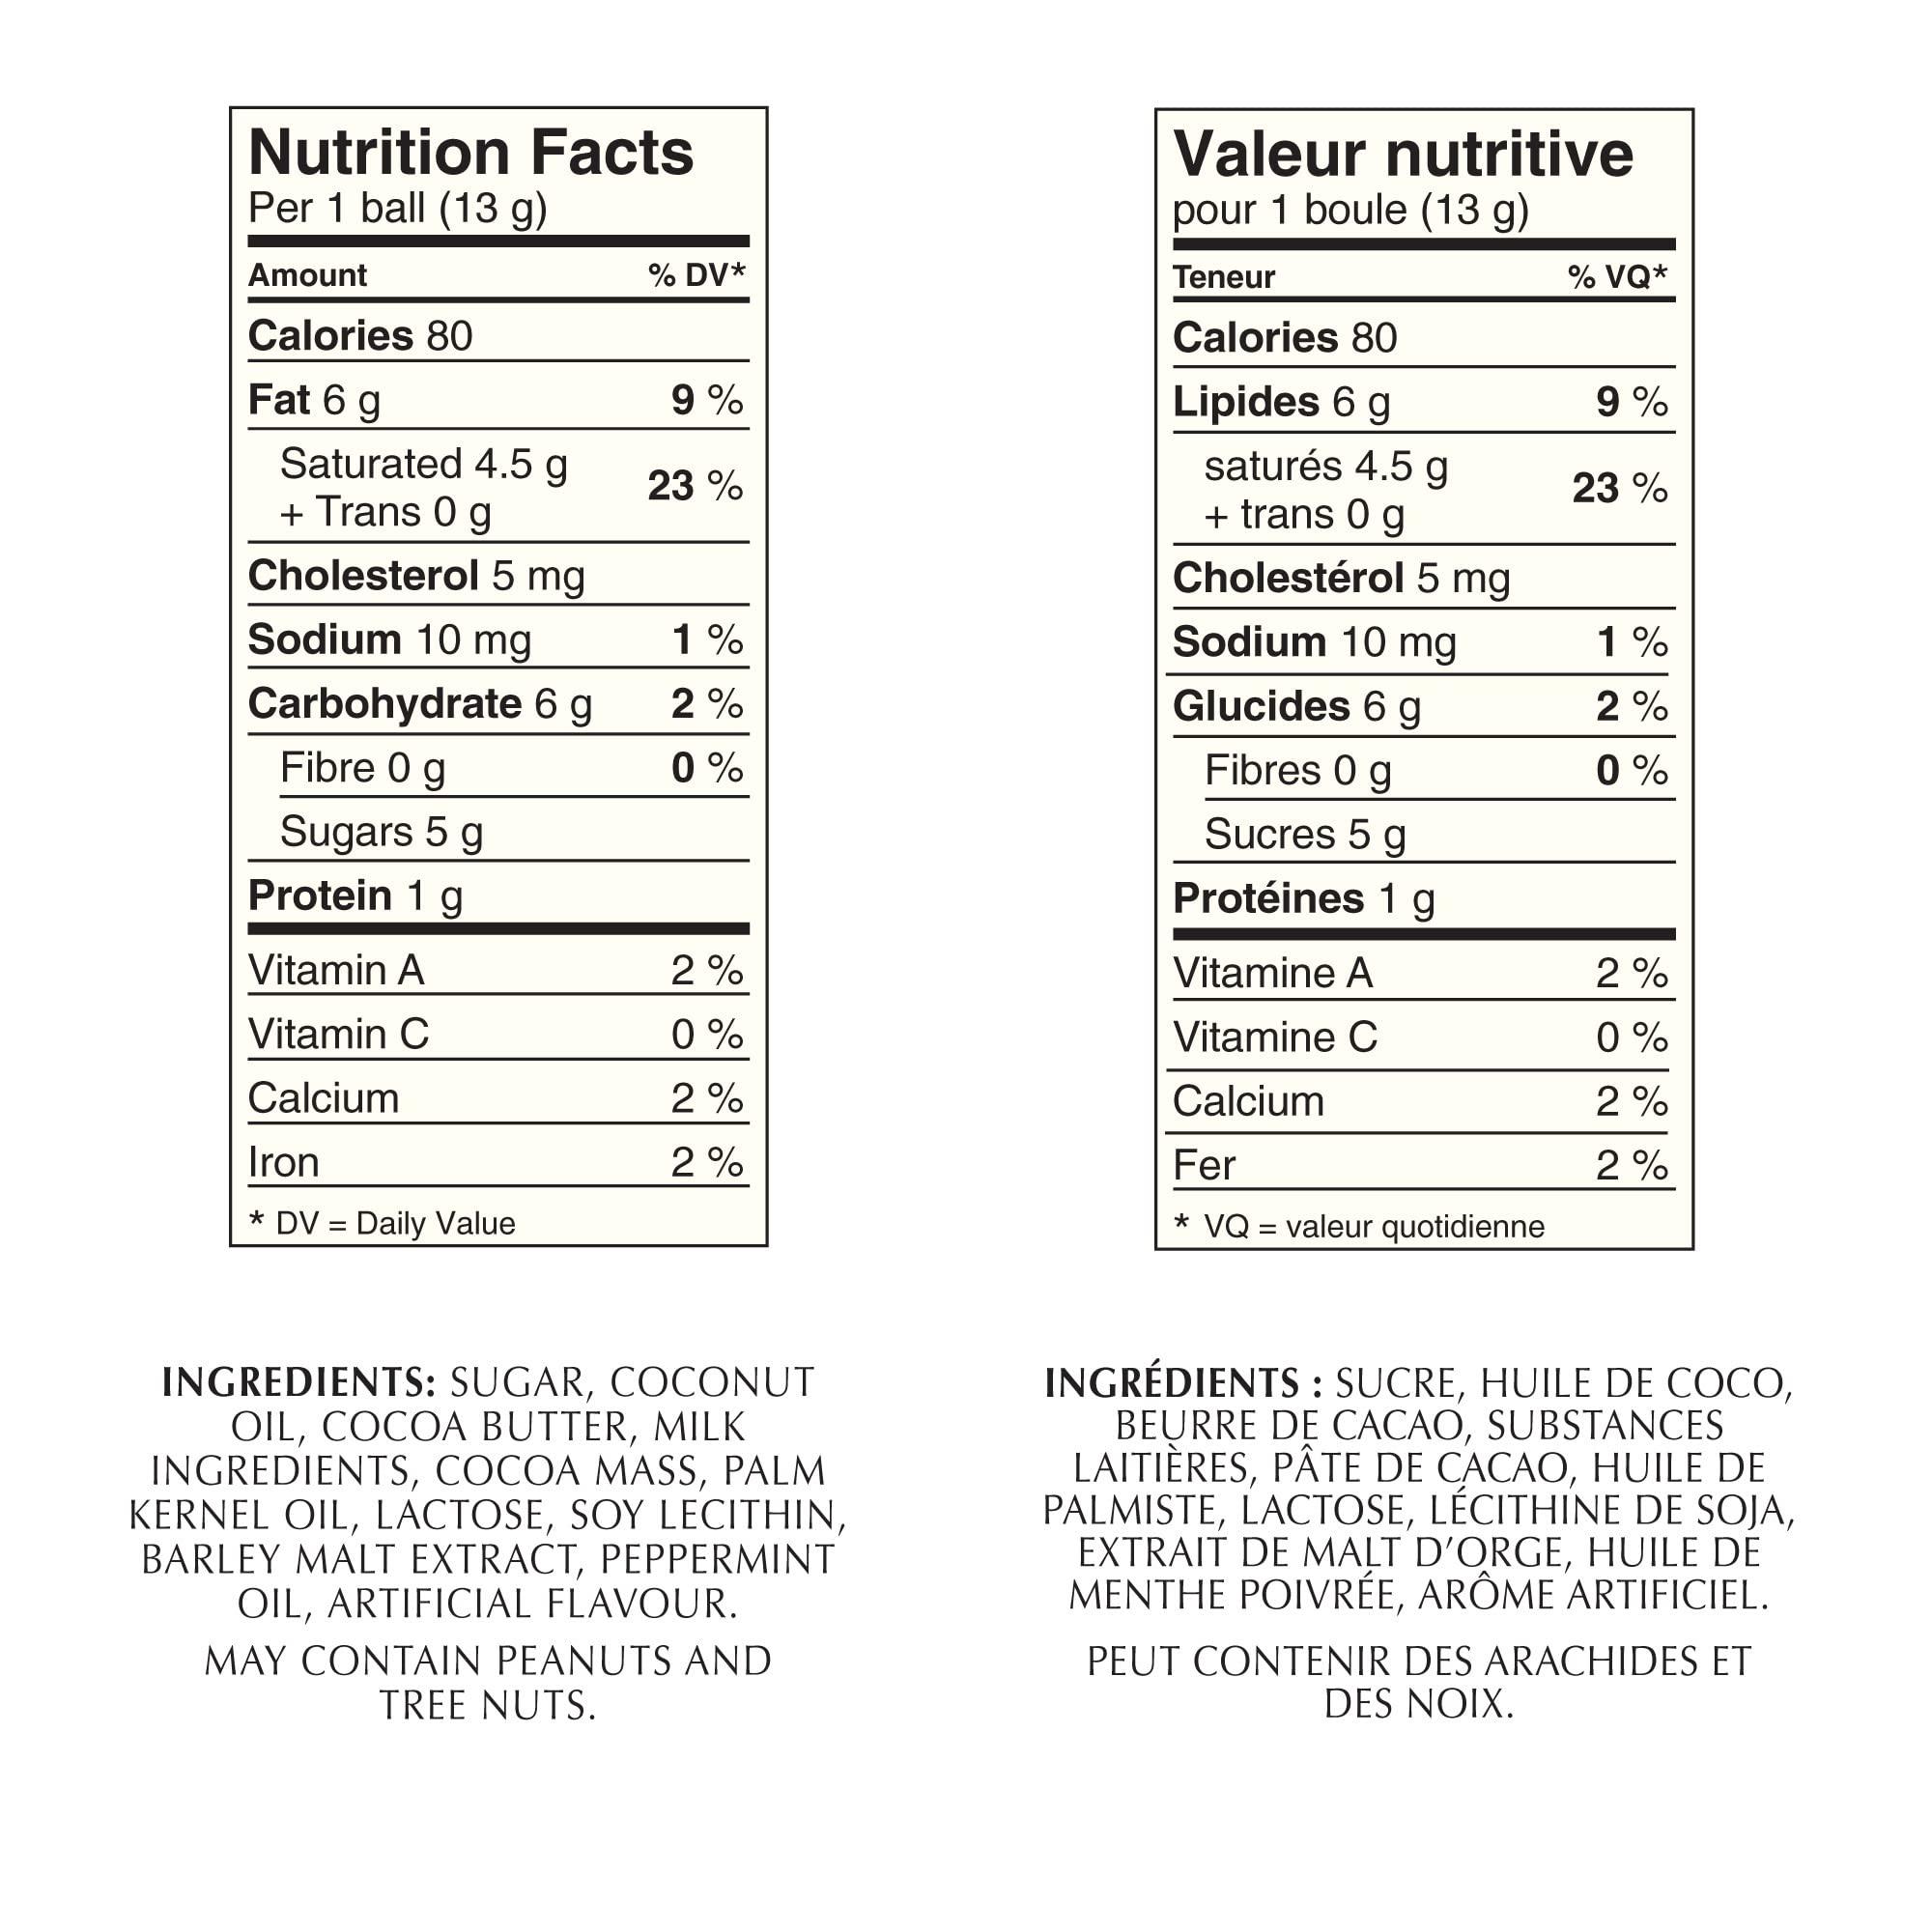 Nutrition Facts
Per 1 ball (13 g)
Amount % DV*
Calories 80
Fat 6 g 9 %
Saturated 4.5 g
+ Trans 0 g 23 %
Cholesterol 5 mg
Sodium 10 mg 1 %
Carbohydrate 6 g 2 %
Fibre 0 g 0 %
Sugars 5 g
Protein 1 g
Vitamin A 2 %
Vitamin C 0 %
Calcium 2 %
Iron 2 %
* DV = Daily Value
INGREDIENTS: SUGAR, COCONUT
OIL, COCOA BUTTER, MILK
INGREDIENTS, COCOA MASS, PALM
KERNEL OIL, LACTOSE, SOY LECITHIN,
BARLEY MALT EXTRACT, PEPPERMINT
OIL, ARTIFICIAL FLAVOUR.
MAY CONTAIN PEANUTS AND
TREE NUTS.
Valeur nutritive
pour 1 boule (13 g)
Teneur % VQ*
Calories 80
Lipides 6 g 9 %
saturés 4.5 g
+ trans 0 g 23 %
Cholestérol 5 mg
Sodium 10 mg 1 %
Glucides 6 g 2 %
Fibres 0 g 0 %
Sucres 5 g
Protéines 1 g
Vitamine A 2 %
Vitamine C 0 %
Calcium 2 %
Fer 2 %
* VQ = valeur quotidienne
INGRÉDIENTS : SUCRE, HUILE DE COCO,
BEURRE DE CACAO, SUBSTANCES
LAITIÈRES, PÂTE DE CACAO, HUILE DE
PALMISTE, LACTOSE, LÉCITHINE DE SOJA,
EXTRAIT DE MALT D'ORGE, HUILE DE
MENTHE POIVRÉE, ARÔME ARTIFICIEL.
PEUT CONTENIR DES ARACHIDES ET
DES NOIX.